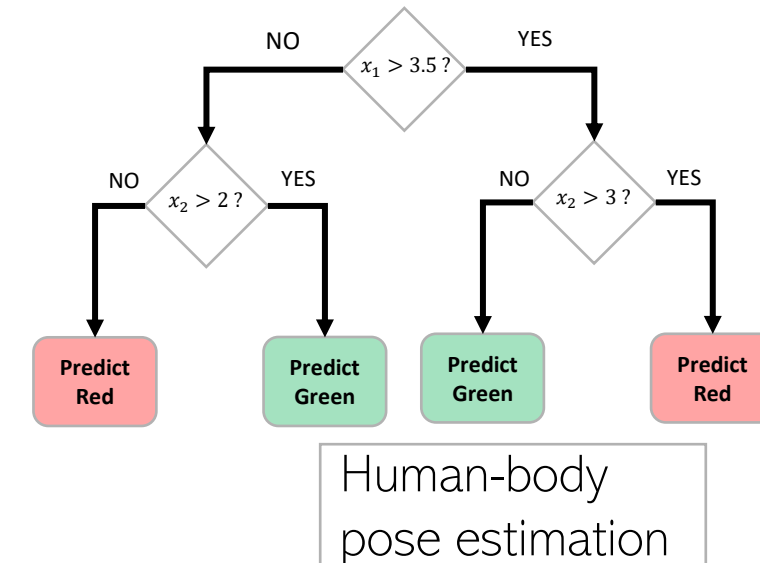 NO
YES
x₁ > 3.5 ?
NO
YES
x₂ > 2 ?
NO
YES
x₂ > 3 ?
Predict
Red
Predict
Green
Predict
Green
Predict
Red
Human-body
pose estimation